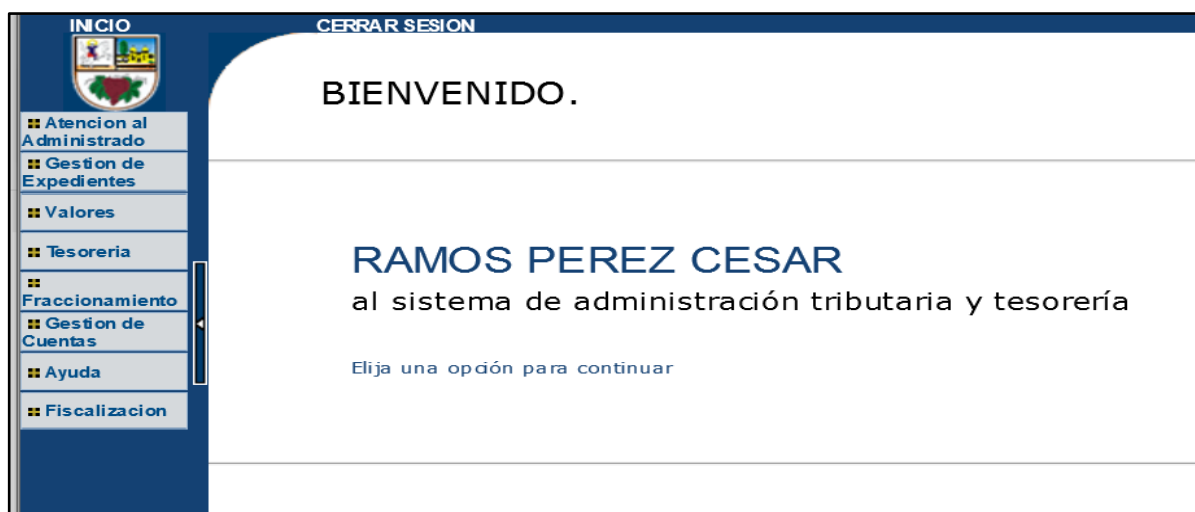 INICIO
CERRAR SESION
Atencion al
Administrado
Gestion de
Expedientes
Valores
Tesoreria
Fraccionamiento
Gestion de
Cuentas
Ayuda
Fiscalizacion
BIENVENIDO.
RAMOS PEREZ CESAR
al sistema de administración tributaria y tesorería
Elija una opción para continuar